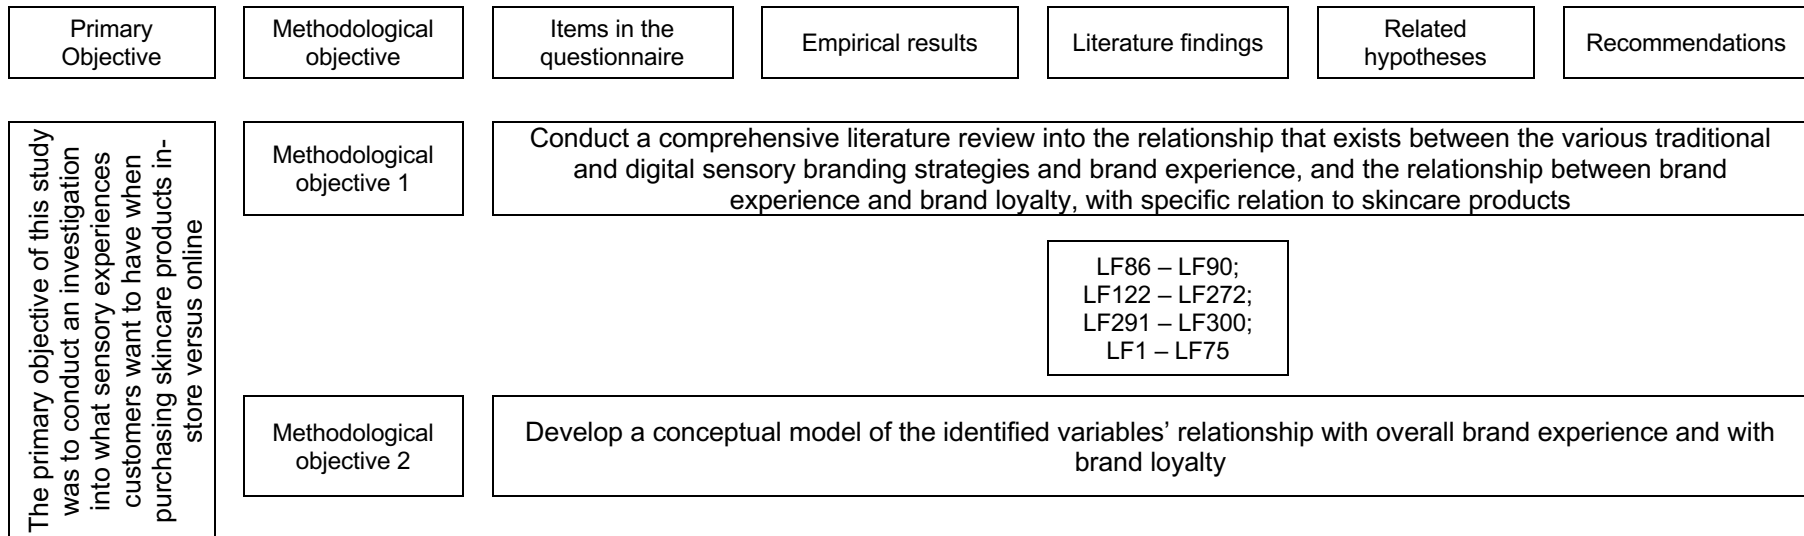 Primary
Objective
Methodological
objective
Items in the
questionnaire
Empirical results
Literature findings
Related
hypotheses
Recommendations
The primary objective of this study
was to conduct an investigation
into what sensory experiences
customers want to have when
purchasing skincare products in-
store versus online
Methodological
objective 1
Conduct a comprehensive literature review into the relationship that exists between the various traditional
and digital sensory branding strategies and brand experience, and the relationship between brand
experience and brand loyalty, with specific relation to skincare products
LF86 – LF90;
LF122 – LF272;
LF291 – LF300;
LF1 – LF75
Methodological
objective 2
Develop a conceptual model of the identified variables’ relationship with overall brand experience and with
brand loyalty